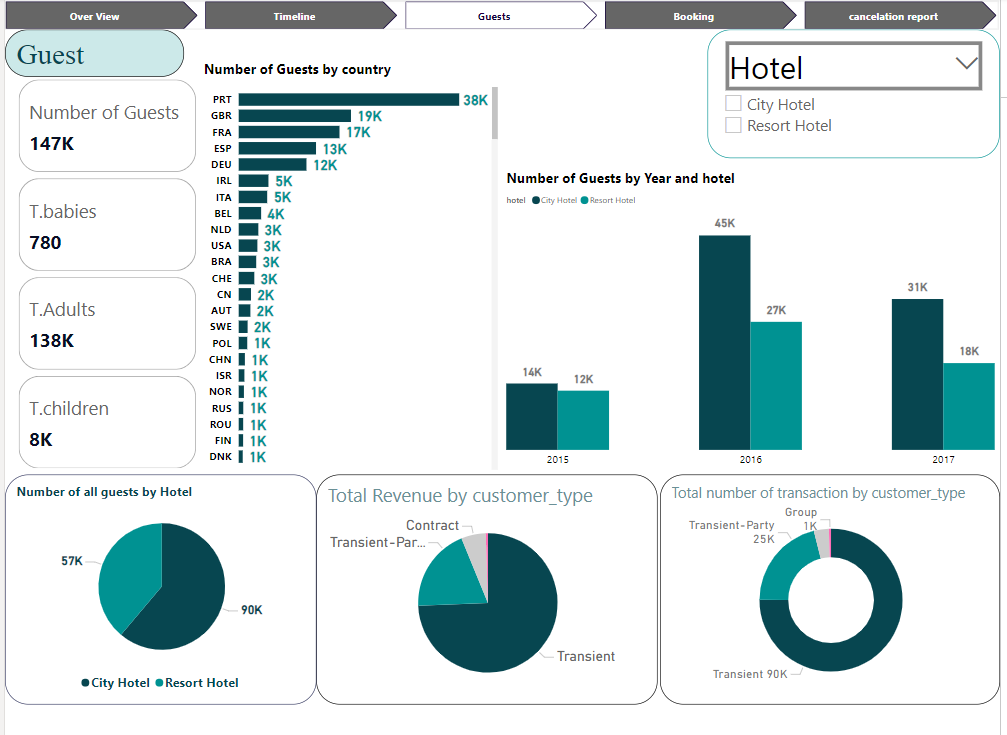 Over View
Timeline
Guests
Booking
cancelation report
Guest
Number of Guests
147K
T.babies
780
T.Adults
138K
T.children
8K
Number of Guests by country
PRT 38K
GBR 19K
FRA 17K
ESP 13K
DEU 12K
IRL 5K
ITA 5K
BEL 4K
NLD 3K
USA 3K
BRA 3K
CHE 3K
CN 2K
AUT 2K
SWE 2K
POL 1K
CHN 1K
ISR 1K
NOR 1K
RUS 1K
ROU 1K
FIN 1K
DNK 1K
Hotel
City Hotel
Resort Hotel
Number of Guests by Year and hotel
hotel City Hotel Resort Hotel
14K 12K
45K 27K
31K 18K
2015 2016 2017
Number of all guests by Hotel
57K
90K
City Hotel Resort Hotel
Total Revenue by customer_type
Contract
Transient-Par...
Transient
Total number of transaction by customer_type
Group
1K
Transient-Party
25K
Transient 90K